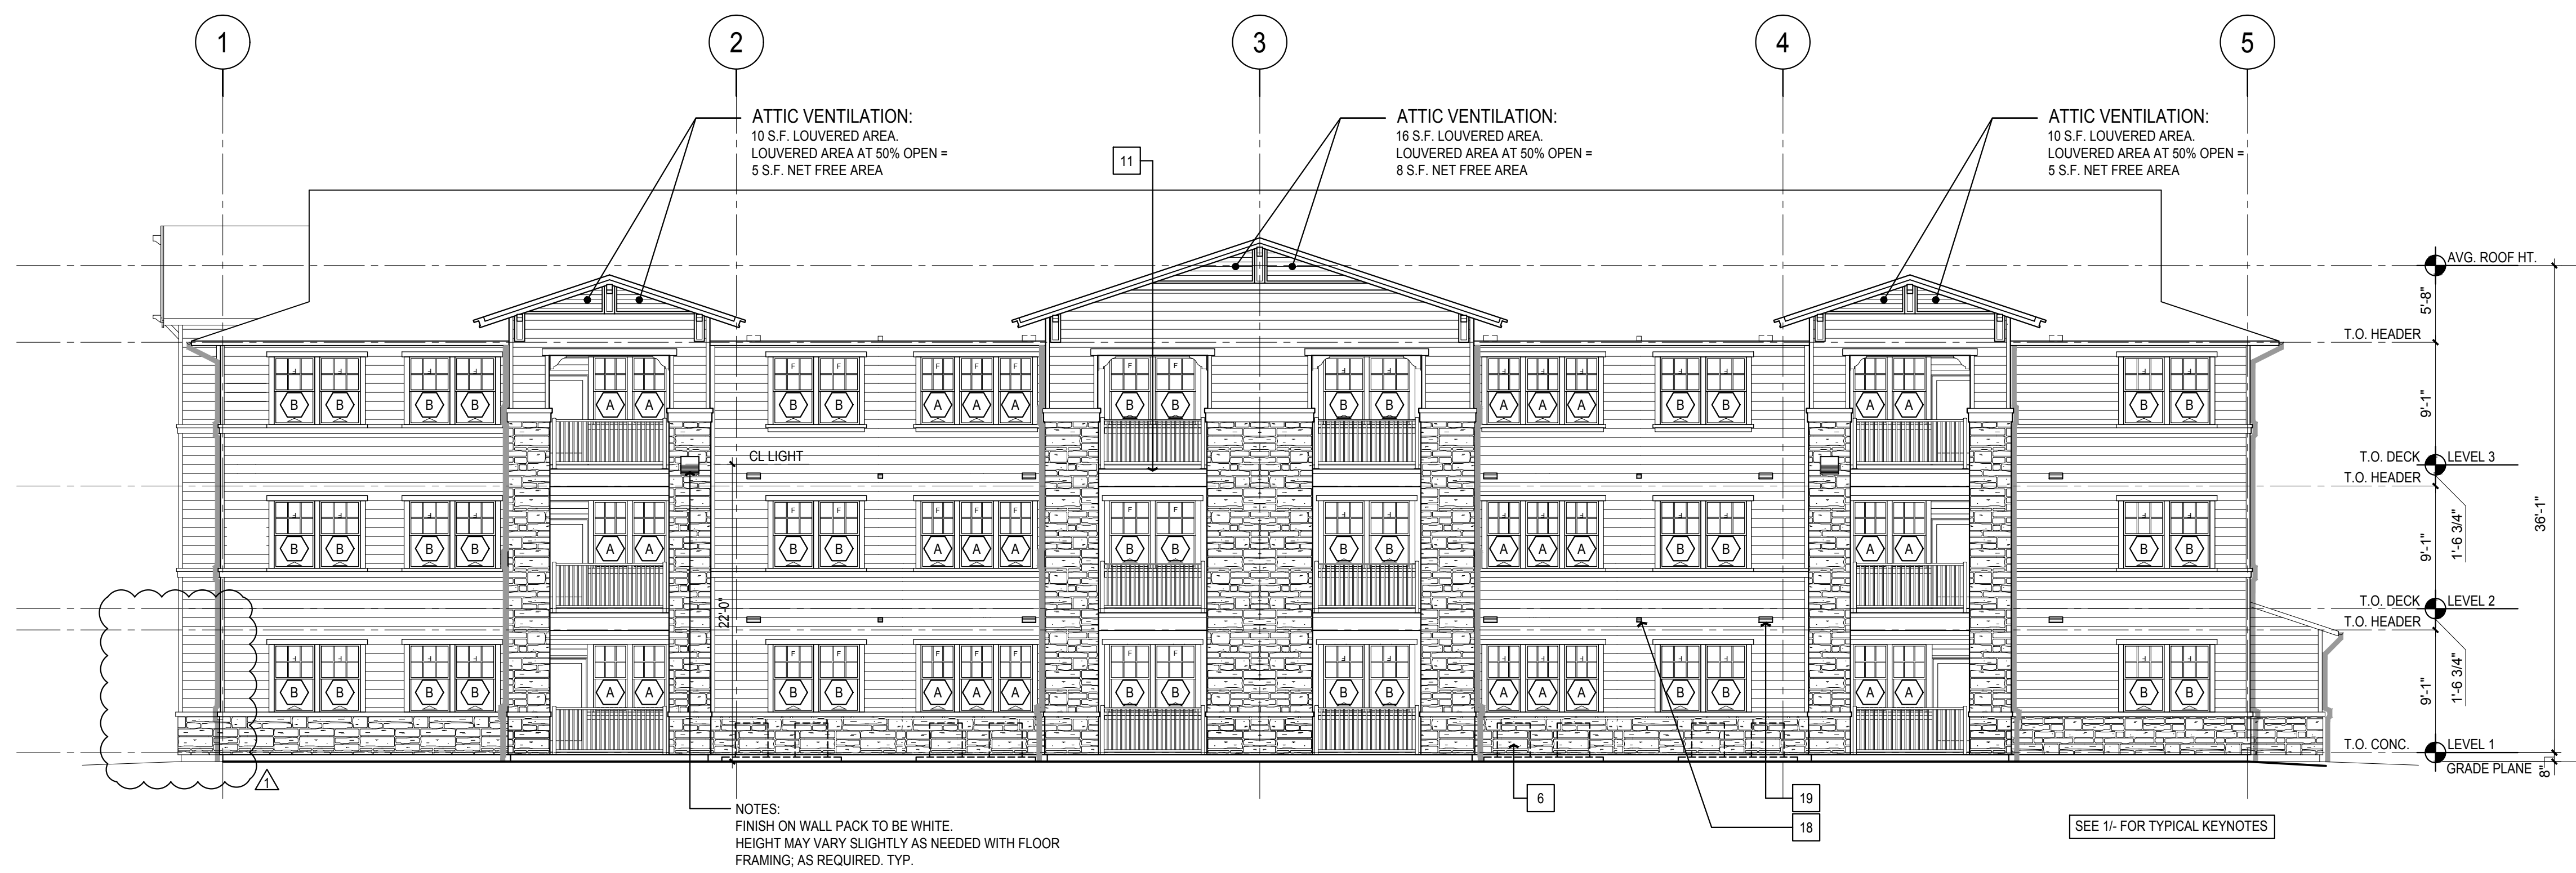 1
2
3
4
5
ATTIC VENTILATION:
10 S.F. LOUVERED AREA.
LOUVERED AREA AT 50% OPEN =
5 S.F. NET FREE AREA
11
ATTIC VENTILATION:
16 S.F. LOUVERED AREA.
LOUVERED AREA AT 50% OPEN =
8 S.F. NET FREE AREA
ATTIC VENTILATION:
10 S.F. LOUVERED AREA.
LOUVERED AREA AT 50% OPEN =
5 S.F. NET FREE AREA
AVG. ROOF HT.
5'-8"
T.O. HEADER
F F F F F F F F F F F F F F F F F F F F
B B B B A A B B A A A B B B B A A A B B A A B B
9'-1"
CL LIGHT
T.O. DECK LEVEL 3
T.O. HEADER
1'-6 3/4"
36'-1"
F F F F F F F F F F F F F F F F F F F F
B B B B A A B B A A A B B B B A A A B B A A B B
9'-1"
22'-0"
T.O. DECK LEVEL 2
T.O. HEADER
1'-6 3/4"
F F F F F F F F F F F F F F F F F F F F
B B B B A A B B A A A B B B B A A A B B A A B B
9'-1"
T.O. CONC. LEVEL 1
GRADE PLANE
8"
1
6
19
18
NOTES:
FINISH ON WALL PACK TO BE WHITE.
HEIGHT MAY VARY SLIGHTLY AS NEEDED WITH FLOOR
FRAMING; AS REQUIRED. TYP.
SEE 1/- FOR TYPICAL KEYNOTES